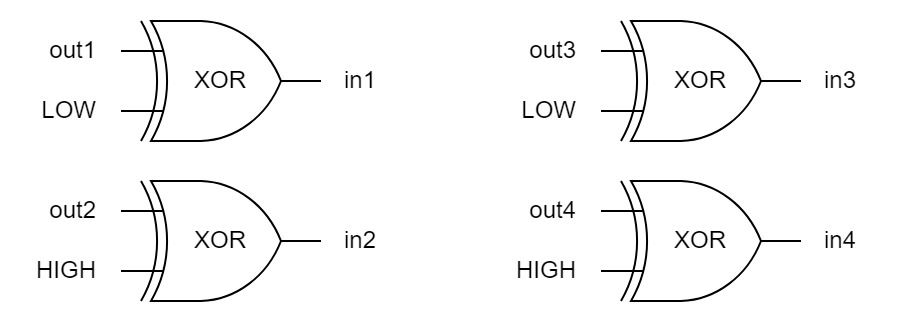 out1
XOR
in1
LOW
out2
XOR
in2
HIGH
out3
XOR
in3
LOW
out4
XOR
in4
HIGH